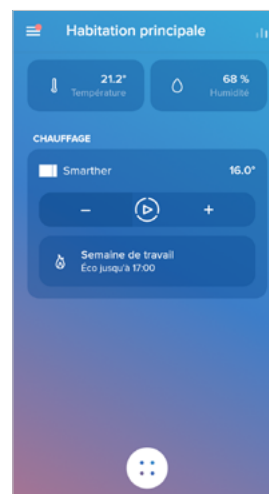 Habitation principale
21.2°
Température
68 %
Humidité
CHAUFFAGE
Smarther
16.0°
Semaine de travail
Éco jusqu'à 17:00